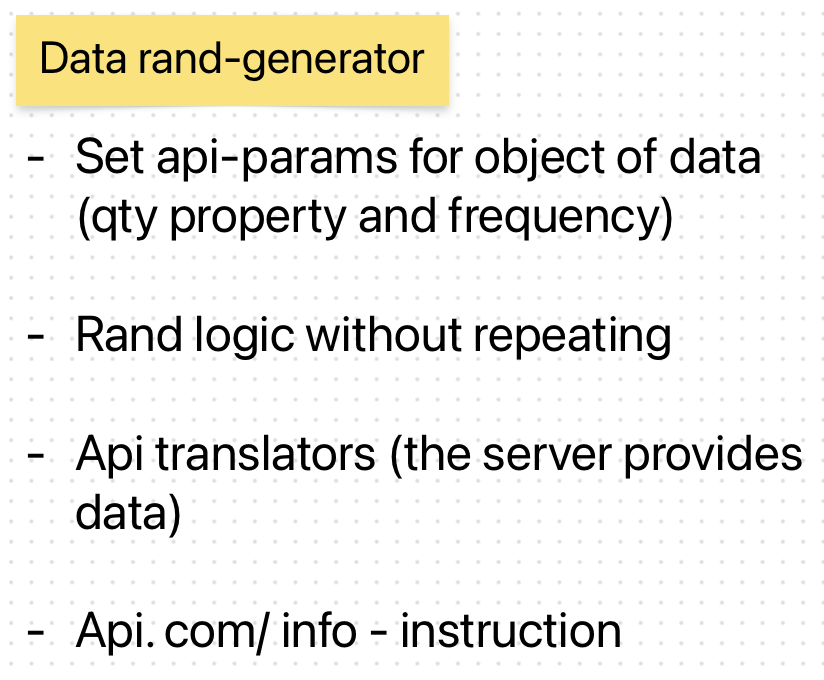 Data rand-generator
- Set api-params for object of data
(qty property and frequency)
- Rand logic without repeating
- Api translators (the server provides
data)
- Api. com/ info - instruction